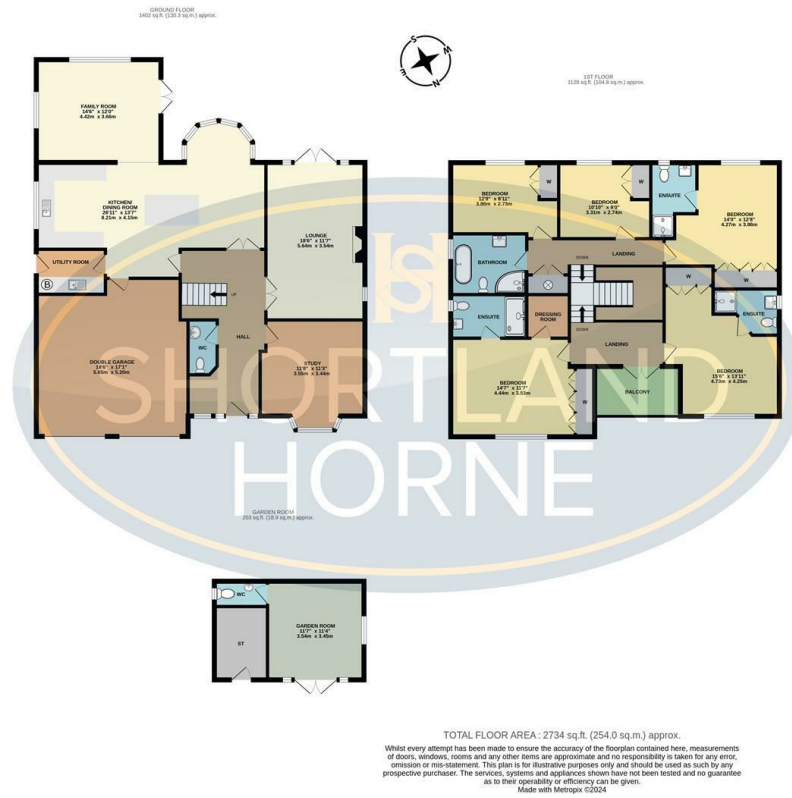 GROUND FLOOR
1402 sq.ft. (130.3 sq.m.) approx.
FAMILY ROOM
14'6" x 12'0"
4.42m x 3.66m
KITCHEN/
DINING ROOM
26'11" x 13'7"
8.21m x 4.15m
UTILITY ROOM
B
DOUBLE GARAGE
18'6" x 17'1"
5.65m x 5.20m
UP
WC
HALL
LOUNGE
18'6" x 11'7"
5.64m x 3.54m
STUDY
11'8" x 11'3"
3.55m x 3.44m
S
W
E
N
1ST FLOOR
1128 sq.ft. (104.8 sq.m.) approx.
BEDROOM
12'8" x 8'11"
3.86m x 2.73m
W
BEDROOM
10'10" x 9'0"
3.31m x 2.74m
W
ENSUITE
BEDROOM
14'0" x 12'8"
4.27m x 3.86m
W
BATHROOM
LANDING
DOWN
W
ENSUITE
DRESSING
ROOM
DOWN
LANDING
ENSUITE
BEDROOM
14'7" x 11'7"
4.44m x 3.53m
W
BALCONY
BEDROOM
15'6" x 13'11"
4.73m x 4.25m
SHORTLAND
HORNE
GARDEN ROOM
203 sq.ft. (18.9 sq.m.) approx.
WC
ST
GARDEN ROOM
11'7" x 11'4"
3.54m x 3.45m
TOTAL FLOOR AREA : 2734 sq.ft. (254.0 sq.m.) approx.
Whilst every attempt has been made to ensure the accuracy of the floorplan contained here, measurements
of doors, windows, rooms and any other items are approximate and no responsibility is taken for any error,
omission or mis-statement. This plan is for illustrative purposes only and should be used as such by any
prospective purchaser. The services, systems and appliances shown have not been tested and no guarantee
as to their operability or efficiency can be given.
Made with Metropix ©2024